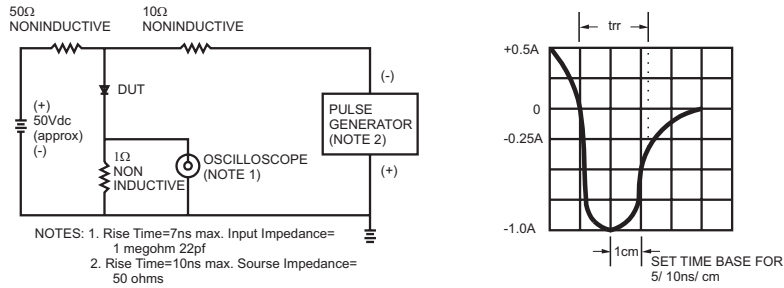 50Ω
NONINDUCTIVE
10Ω
NONINDUCTIVE
(+)
50Vdc
(approx)
(-)
DUT
1Ω
NON
INDUCTIVE
OSCILLOSCOPE
(NOTE 1)
(-)
PULSE
GENERATOR
(NOTE 2)
(+)
NOTES: 1. Rise Time=7ns max. Input Impedance=
1 megohm 22pf
2. Rise Time=10ns max. Sourse Impedance=
50 ohms
trr
+0.5A
0
-0.25A
-1.0A
1cm
SET TIME BASE FOR
5/ 10ns/ cm